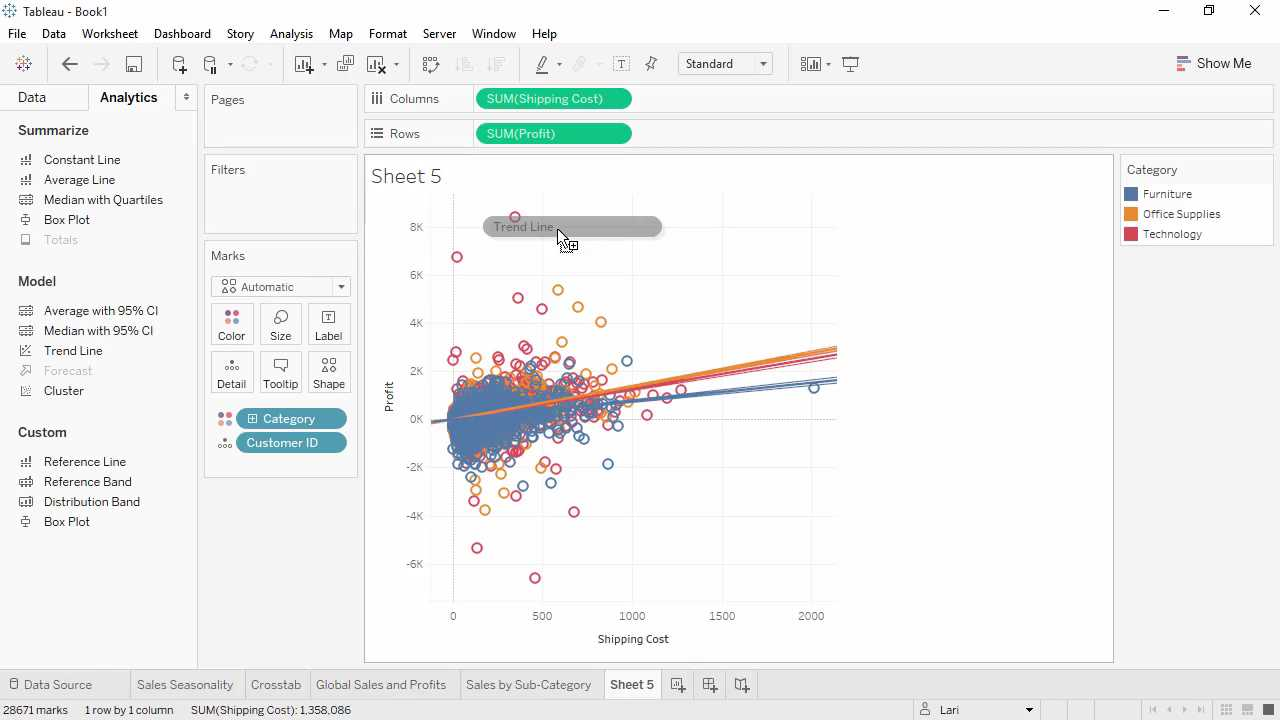 Tableau - Book1
File Data Worksheet Dashboard Story Analysis Map Format Server Window Help
Standard
Show Me
Data Analytics
Summarize
Constant Line
Average Line
Median with Quartiles
Box Plot
Totals
Model
Average with 95% CI
Median with 95% CI
Trend Line
Forecast
Cluster
Custom
Reference Line
Reference Band
Distribution Band
Box Plot
Pages
Filters
Marks
Automatic
Color Size Label
Detail Tooltip Shape
Category
Customer ID
Columns SUM(Shipping Cost)
Rows SUM(Profit)
Sheet 5
Trend Line
8K
6K
4K
2K
0K
-2K
-4K
-6K
Profit
0 500 1000 1500 2000
Shipping Cost
Category
Furniture
Office Supplies
Technology
Data Source Sales Seasonality Crosstab Global Sales and Profits Sales by Sub-Category Sheet 5
28671 marks 1 row by 1 column SUM(Shipping Cost): 1,358,086 Lari